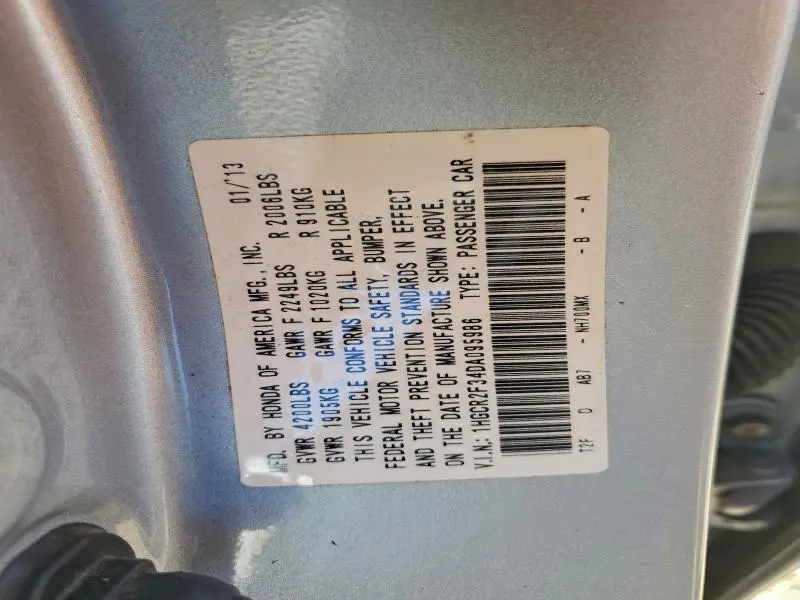 MFD. BY HONDA OF AMERICA MFG., INC. 01/'13
GVWR 4200LBS GAWR F 2249LBS R 2006LBS
GVWR 1905KG GAWR F 1020KG R 910KG
THIS VEHICLE CONFORMS TO ALL APPLICABLE
FEDERAL MOTOR VEHICLE SAFETY, BUMPER,
AND THEFT PREVENTION STANDARDS IN EFFECT
ON THE DATE OF MANUFACTURE SHOWN ABOVE.
V.I.N.: 1HGCR2F34DA095986 TYPE: PASSENGER CAR
T2F D AB7 - NH700MX - B - A